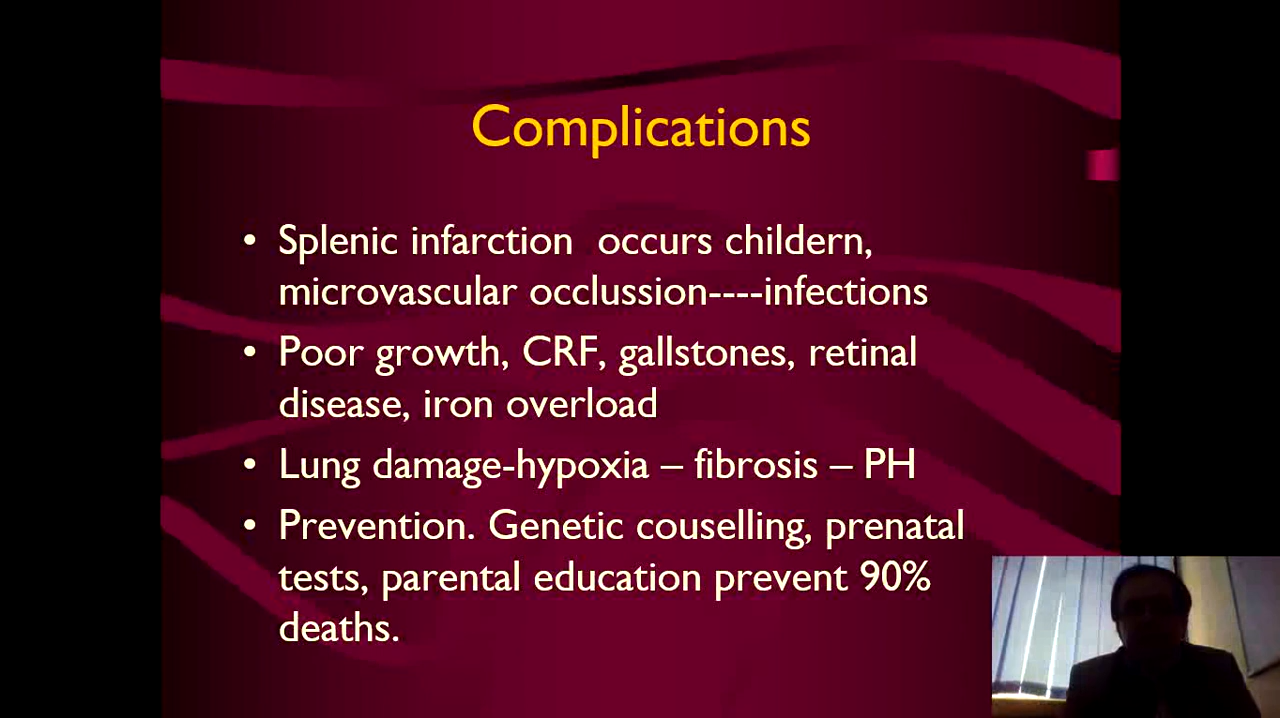 Complications
• Splenic infarction  occurs childern,
microvascular occlussion----infections
• Poor growth, CRF, gallstones, retinal
disease, iron overload
• Lung damage-hypoxia – fibrosis – PH
• Prevention. Genetic couselling, prenatal
tests, parental education prevent 90%
deaths.